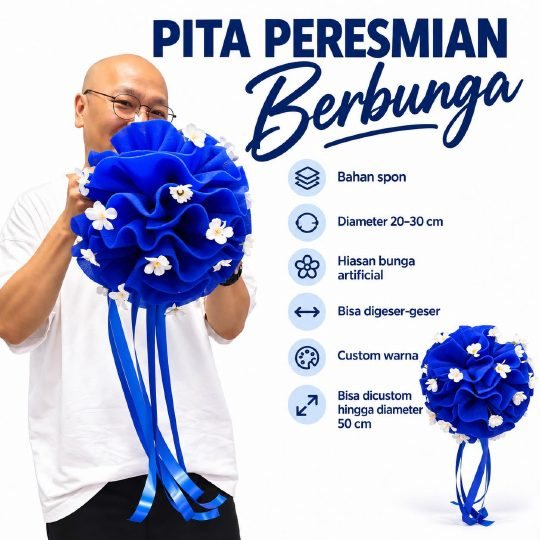 PITA PERESMIAN
Berbunga
Bahan spon
Diameter 20–30 cm
Hiasan bunga
artificial
Bisa digeser-geser
Custom warna
Bisa dicustom
hingga diameter
50 cm